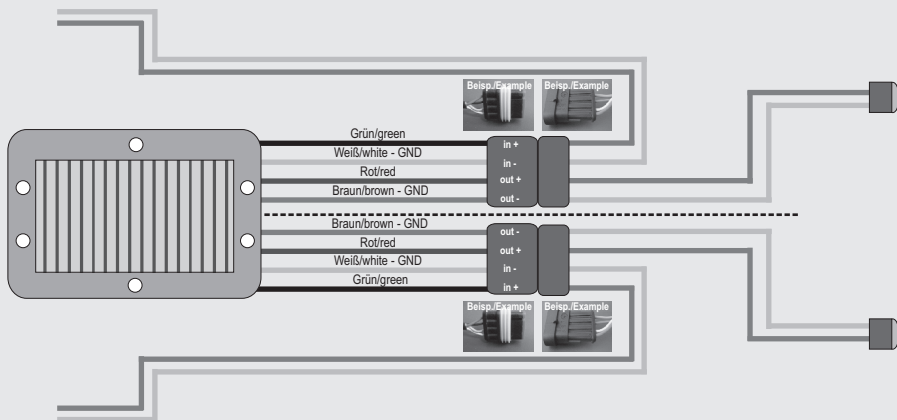 Beisp./Example
Beisp./Example
Grün/green
Weiß/white - GND
Rot/red
Braun/brown - GND
in +
in -
out +
out -
Braun/brown - GND
Rot/red
Weiß/white - GND
Grün/green
out -
out +
in -
in +
Beisp./Example
Beisp./Example